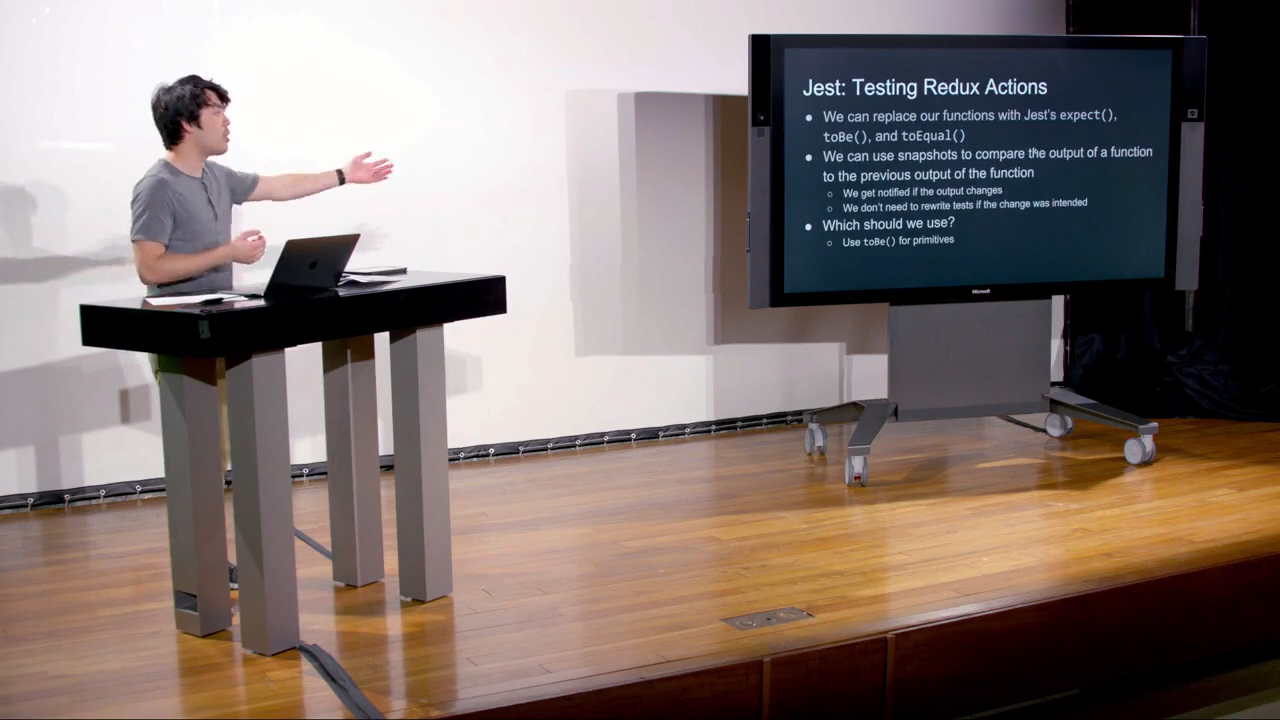 Jest: Testing Redux Actions
● We can replace our functions with Jest's expect(),
toBe(), and toEqual()
● We can use snapshots to compare the output of a function
to the previous output of the function
○ We get notified if the output changes
○ We don't need to rewrite tests if the change was intended
● Which should we use?
○ Use toBe() for primitives
Microsoft